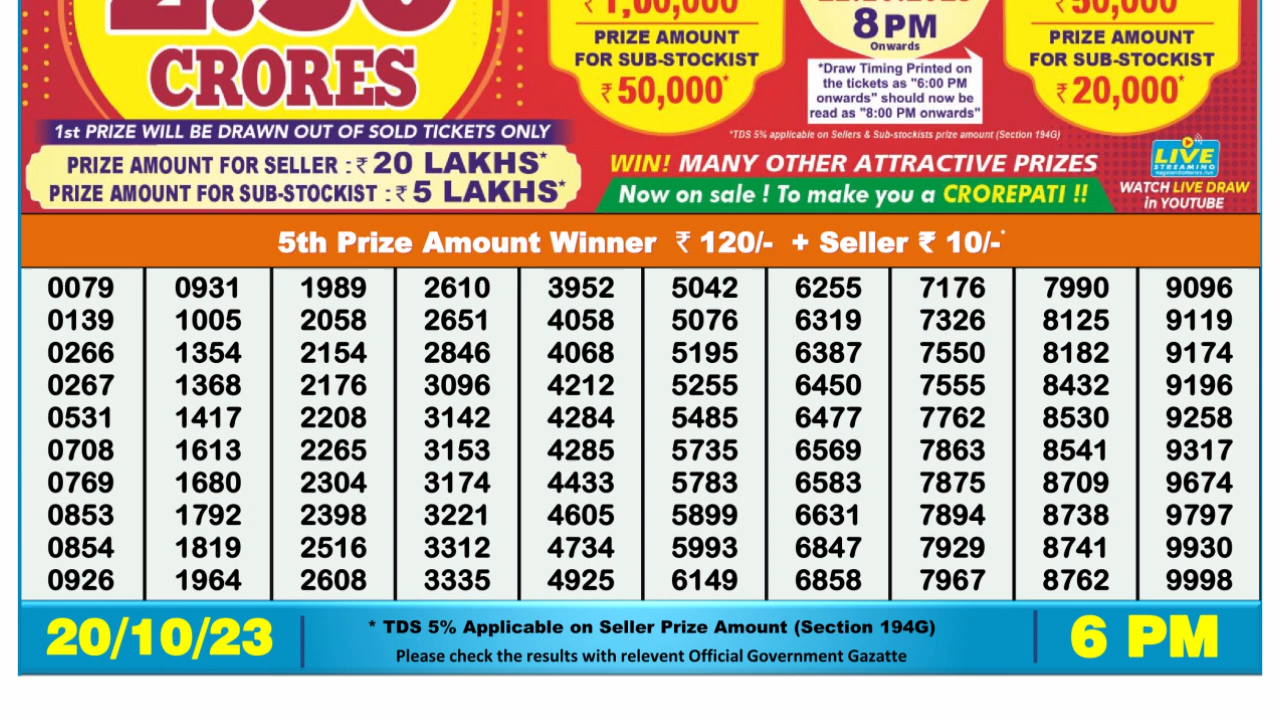 2.50
CRORES
1st PRIZE WILL BE DRAWN OUT OF SOLD TICKETS ONLY
PRIZE AMOUNT FOR SELLER : ₹ 20 LAKHS*
PRIZE AMOUNT FOR SUB-STOCKIST : ₹ 5 LAKHS*
₹ 1,00,000
PRIZE AMOUNT
FOR SUB-STOCKIST
₹ 50,000*
8 PM
Onwards
*Draw Timing Printed on
the tickets as "6:00 PM
onwards" should now be
read as "8:00 PM onwards"
₹ 50,000
PRIZE AMOUNT
FOR SUB-STOCKIST
₹ 20,000*
*TDS 5% applicable on Sellers & Sub-stockists prize amount (Section 194G)
WIN! MANY OTHER ATTRACTIVE PRIZES
Now on sale ! To make you a CROREPATI !!
LIVE
STREAMING
WATCH LIVE DRAW
in YOUTUBE
5th Prize Amount Winner ₹ 120/- + Seller ₹ 10/-*
0079 0931 1989 2610 3952 5042 6255 7176 7990 9096
0139 1005 2058 2651 4058 5076 6319 7326 8125 9119
0266 1354 2154 2846 4068 5195 6387 7550 8182 9174
0267 1368 2176 3096 4212 5255 6450 7555 8432 9196
0531 1417 2208 3142 4284 5485 6477 7762 8530 9258
0708 1613 2265 3153 4285 5735 6569 7863 8541 9317
0769 1680 2304 3174 4433 5783 6583 7875 8709 9674
0853 1792 2398 3221 4605 5899 6631 7894 8738 9797
0854 1819 2516 3312 4734 5993 6847 7929 8741 9930
0926 1964 2608 3335 4925 6149 6858 7967 8762 9998
20/10/23
* TDS 5% Applicable on Seller Prize Amount (Section 194G)
Please check the results with relevent Official Government Gazatte
6 PM